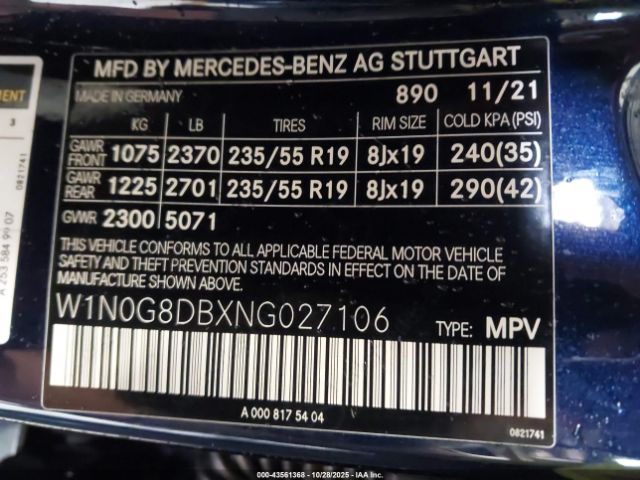 MFD BY MERCEDES-BENZ AG STUTTGART
MADE IN GERMANY 890 11/21
KG LB TIRES RIM SIZE COLD KPA (PSI)
GAWR FRONT 1075 2370 235/55 R19 8Jx19 240(35)
GAWR REAR 1225 2701 235/55 R19 8Jx19 290(42)
GVWR 2300 5071
THIS VEHICLE CONFORMS TO ALL APPLICABLE FEDERAL MOTOR VEHICLE
SAFETY AND THEFT PREVENTION STANDARDS IN EFFECT ON THE DATE OF
MANUFACTURE SHOWN ABOVE.
W1N0G8DBXNG027106 TYPE: MPV
A 000 817 54 04
0821741
MENT
3
0821741
A 253 584 99 07
000-43561368 | 10/28/2025 | IAA Inc.